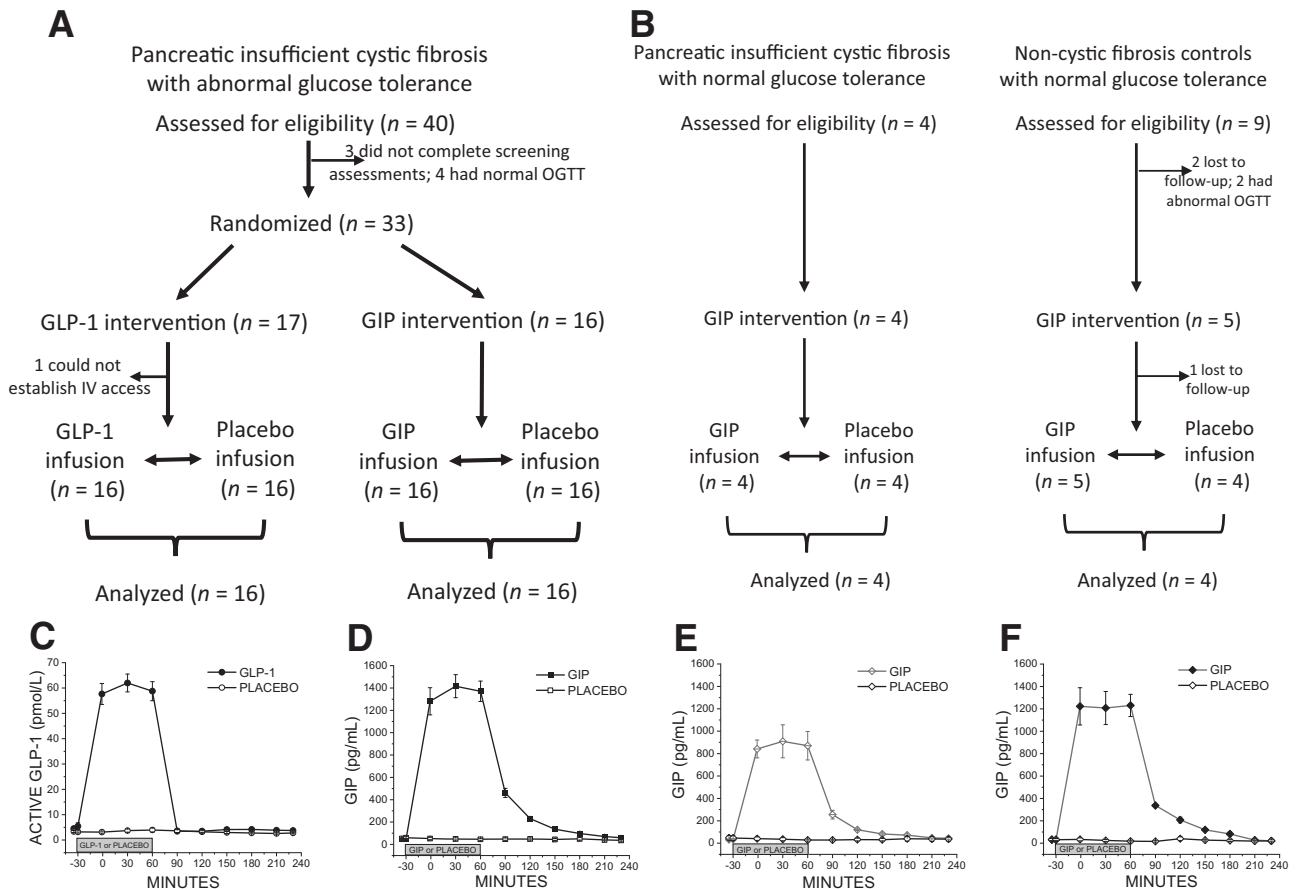 A
Pancreatic insufficient cystic fibrosis
with abnormal glucose tolerance
Assessed for eligibility (n = 40)
3 did not complete screening
assessments; 4 had normal OGTT
Randomized (n = 33)
GLP-1 intervention (n = 17)
GIP intervention (n = 16)
1 could not
establish IV access
GLP-1
infusion
(n = 16)
Placebo
infusion
(n = 16)
GIP
infusion
(n = 16)
Placebo
infusion
(n = 16)
Analyzed (n = 16)
Analyzed (n = 16)
B
Pancreatic insufficient cystic fibrosis
with normal glucose tolerance
Assessed for eligibility (n = 4)
GIP intervention (n = 4)
GIP
infusion
(n = 4)
Placebo
infusion
(n = 4)
Analyzed (n = 4)
Non-cystic fibrosis controls
with normal glucose tolerance
Assessed for eligibility (n = 9)
2 lost to
follow-up; 2 had
abnormal OGTT
GIP intervention (n = 5)
1 lost to
follow-up
GIP
infusion
(n = 5)
Placebo
infusion
(n = 4)
Analyzed (n = 4)
C
ACTIVE GLP-1 (pmol/L)
70
60
50
40
30
20
10
0
GLP-1
PLACEBO
GLP-1 or PLACEBO
-30 0 30 60 90 120 150 180 210 240
MINUTES
D
GIP (pg/mL)
1600
1400
1200
1000
800
600
400
200
0
GIP
PLACEBO
GIP or PLACEBO
-30 0 30 60 90 120 150 180 210 240
MINUTES
E
GIP (pg/mL)
1600
1400
1200
1000
800
600
400
200
0
GIP
PLACEBO
GIP or PLACEBO
-30 0 30 60 90 120 150 180 210 240
MINUTES
F
GIP (pg/mL)
1600
1400
1200
1000
800
600
400
200
0
GIP
PLACEBO
GIP or PLACEBO
-30 0 30 60 90 120 150 180 210 240
MINUTES